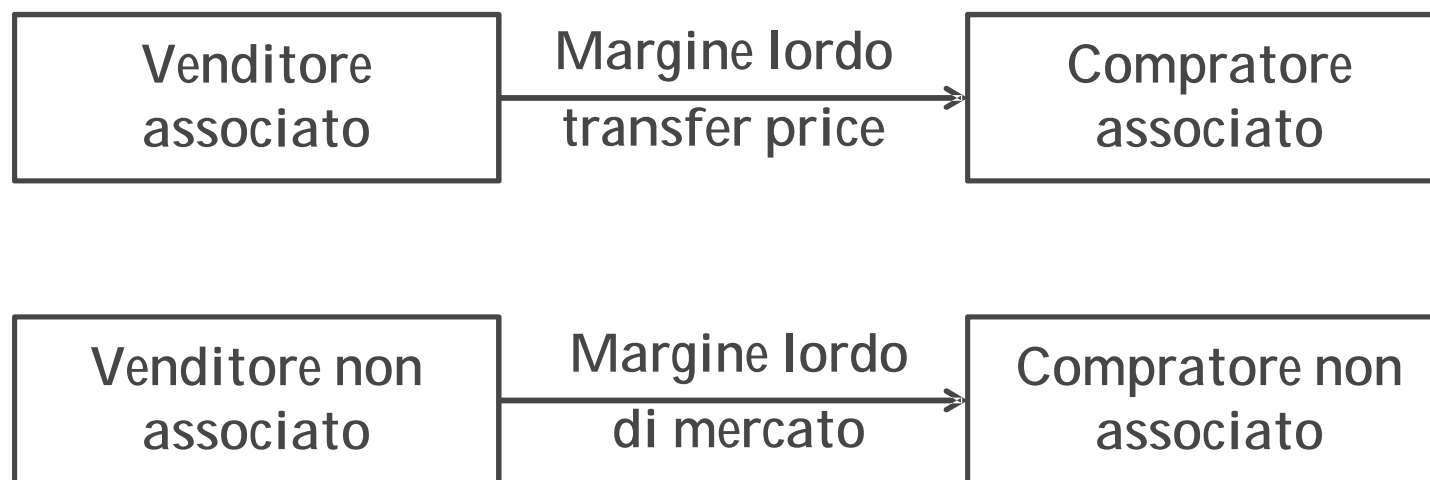 Venditore
associato
Margine lordo
transfer price
Compratore
associato
Venditore non
associato
Margine lordo
di mercato
Compratore non
associato